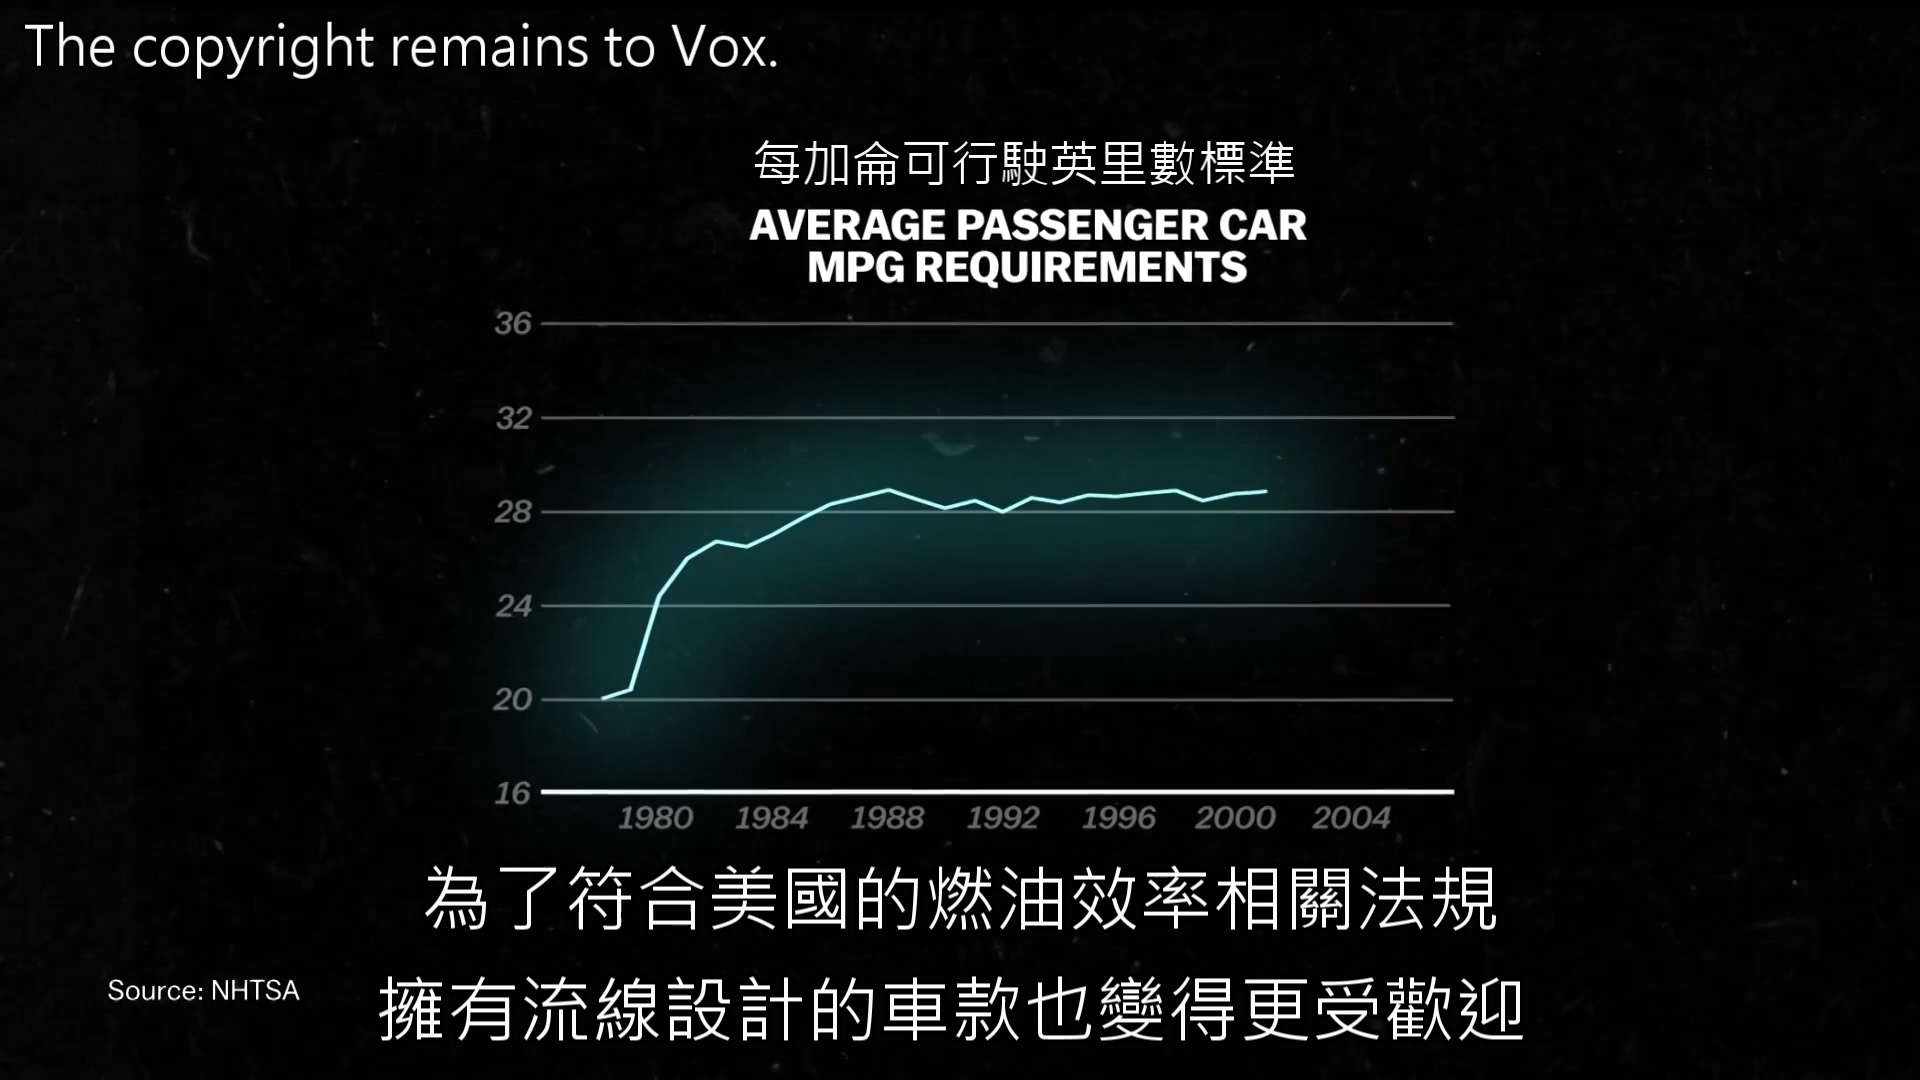 The copyright remains to Vox.
每加侖可行駛英里數標準
AVERAGE PASSENGER CAR
MPG REQUIREMENTS
36
32
28
24
20
16
1980 1984 1988 1992 1996 2000 2004
為了符合美國的燃油效率相關法規
Source: NHTSA
擁有流線設計的車款也變得更受歡迎